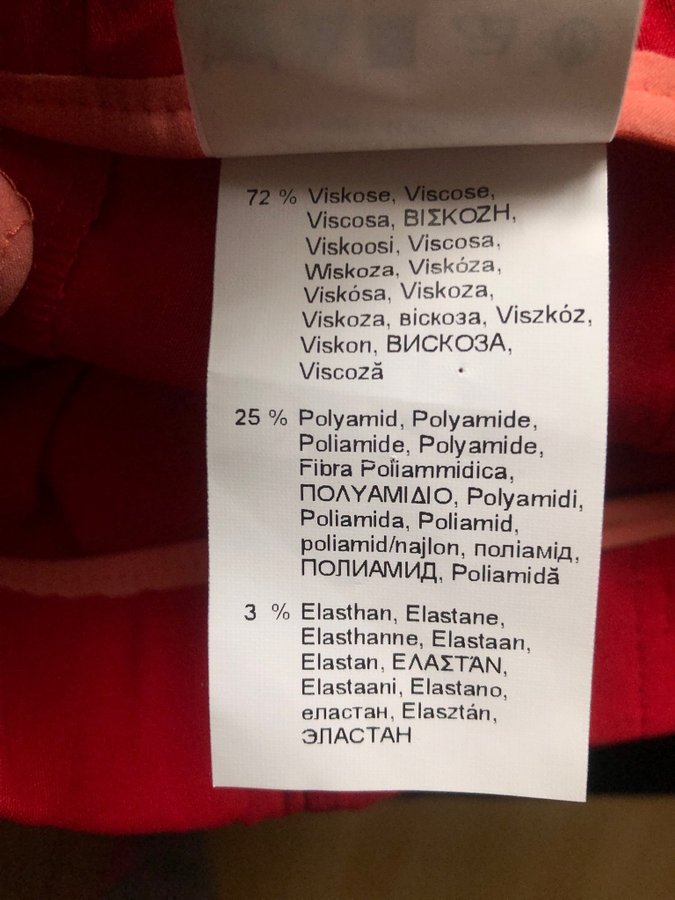 72 % Viskose, Viscose,
Viscosa, ΒΙΣΚΟΖΗ,
Viskoosi, Viscosa,
Wiskoza, Viskóza,
Viskósa, Viskoza,
Viskoza, віскоза, Viszkóz,
Viskon, ВИСКОЗА,
Viscoză
25 % Polyamid, Polyamide,
Poliamide, Polyamide,
Fibra Poliammidica,
ΠΟΛΥΑΜΙΔΙΟ, Polyamidi,
Poliamida, Poliamid,
poliamid/najlon, поліамід,
ПОЛИАМИД, Poliamidă
3 % Elasthan, Elastane,
Elasthanne, Elastaan,
Elastan, ΕΛΑΣΤΆΝ,
Elastaani, Elastano,
еластан, Elasztán,
ЭЛАСТАН